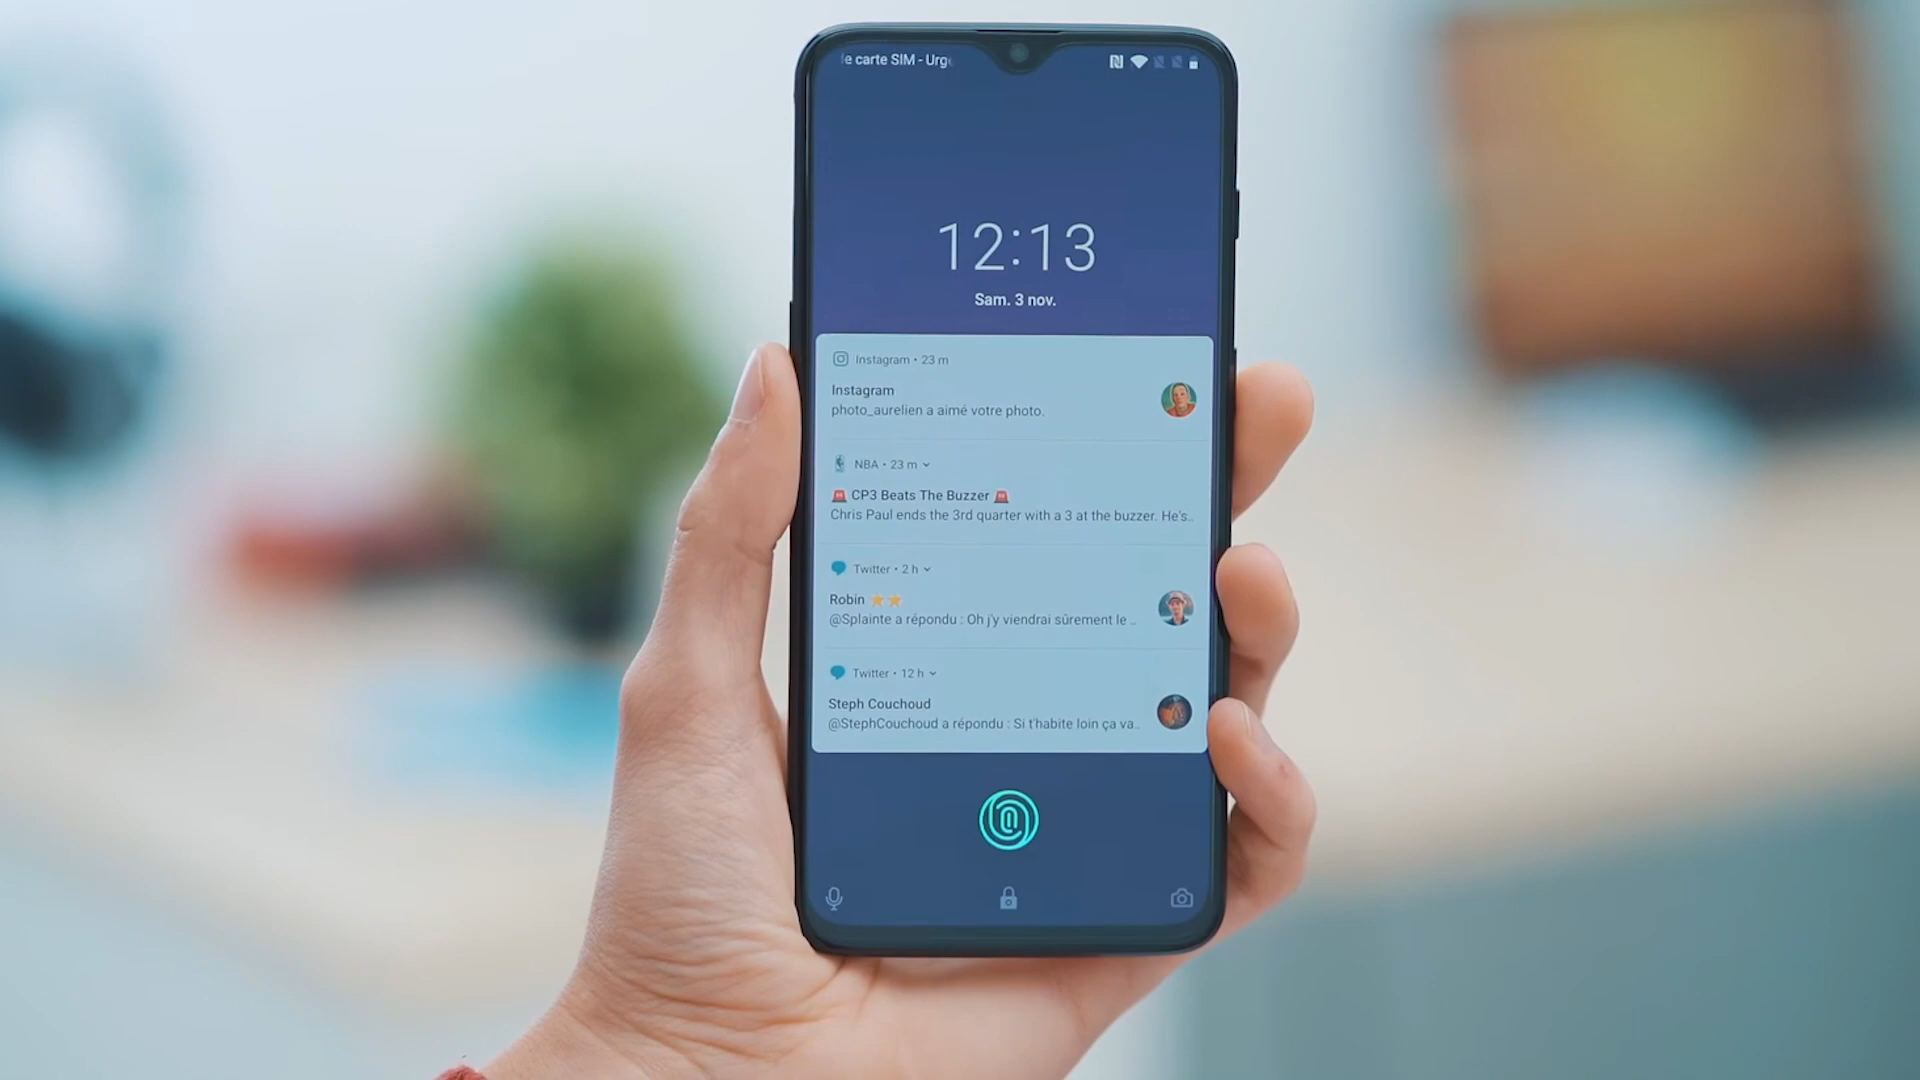 le carte SIM - Urg
12:13
Sam. 3 nov.
Instagram • 23 m
Instagram
photo_aurelien a aimé votre photo.
NBA • 23 m
🚨 CP3 Beats The Buzzer 🚨
Chris Paul ends the 3rd quarter with a 3 at the buzzer. He's..
Twitter • 2 h
Robin ⭐⭐
@Splainte a répondu : Oh j'y viendrai sûrement le ..
Twitter • 12 h
Steph Couchoud
@StephCouchoud a répondu : Si t'habite loin ça va..